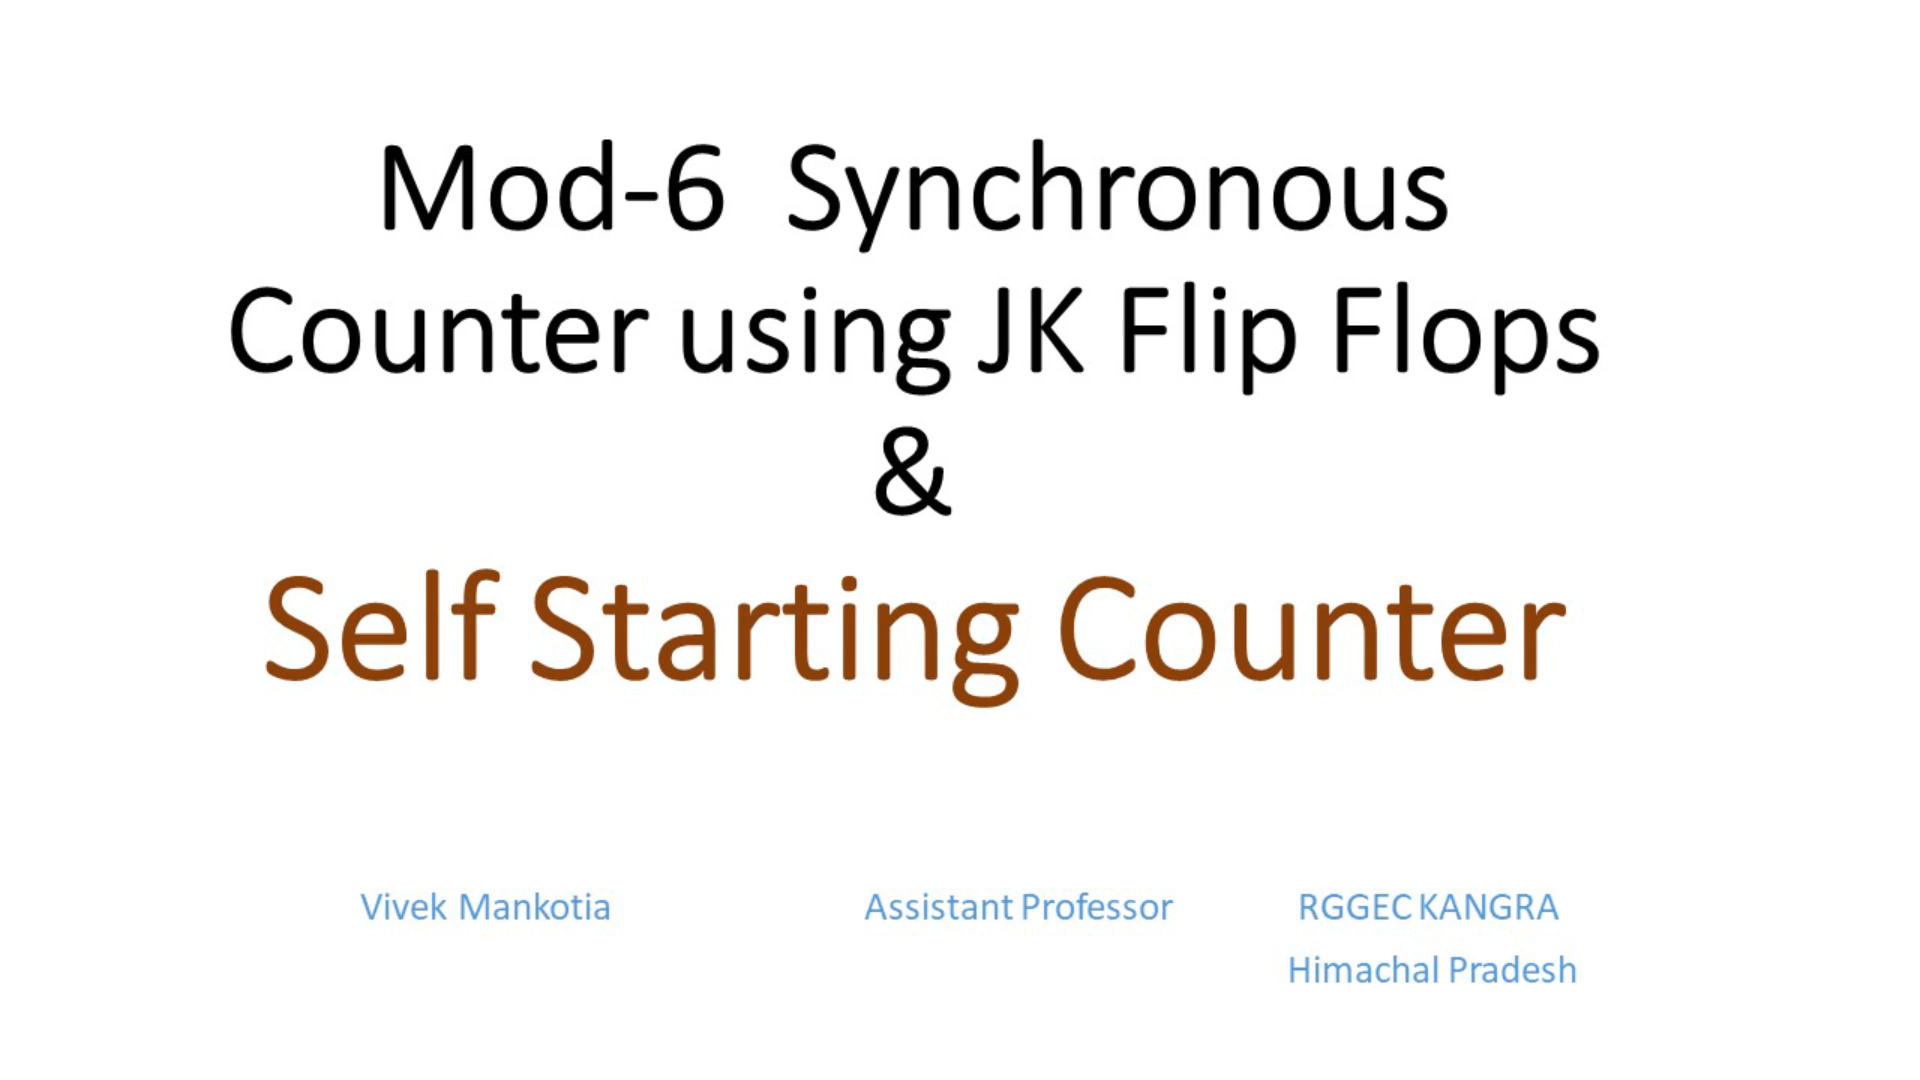 Mod-6 Synchronous
Counter using JK Flip Flops
&
Self Starting Counter
Vivek Mankotia Assistant Professor RGGEC KANGRA
Himachal Pradesh